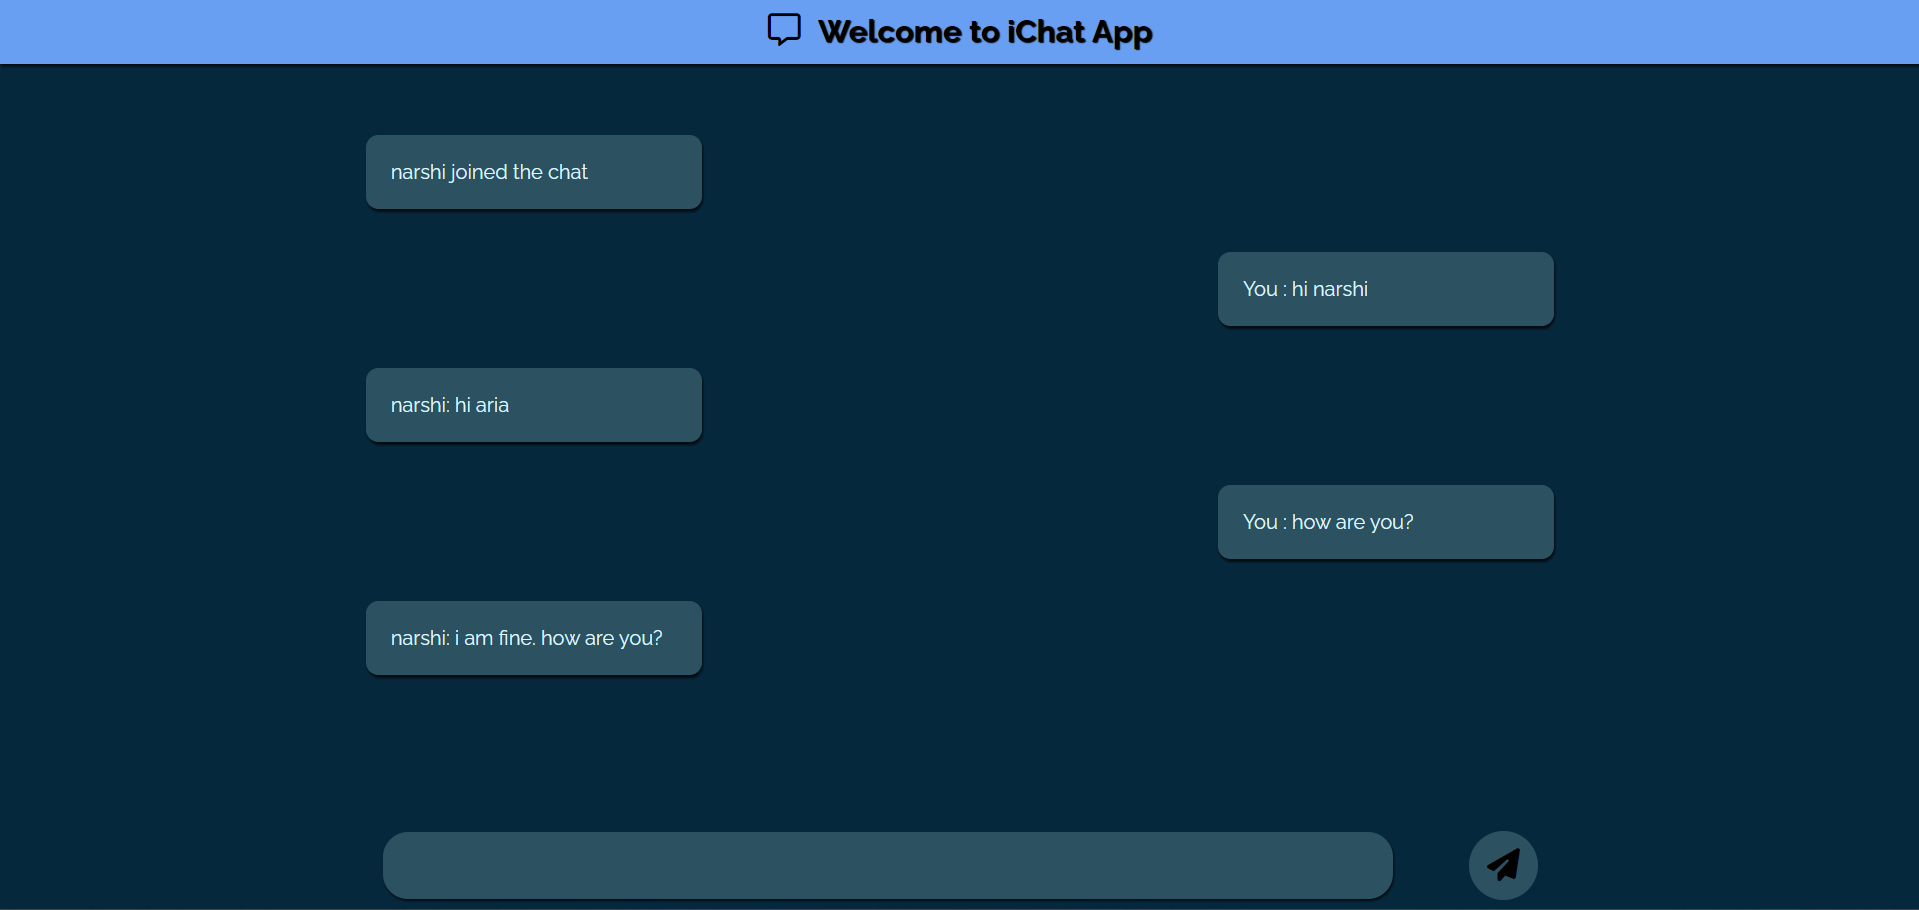 Welcome to iChat App
narshi joined the chat
You : hi narshi
narshi: hi aria
You : how are you?
narshi: i am fine. how are you?